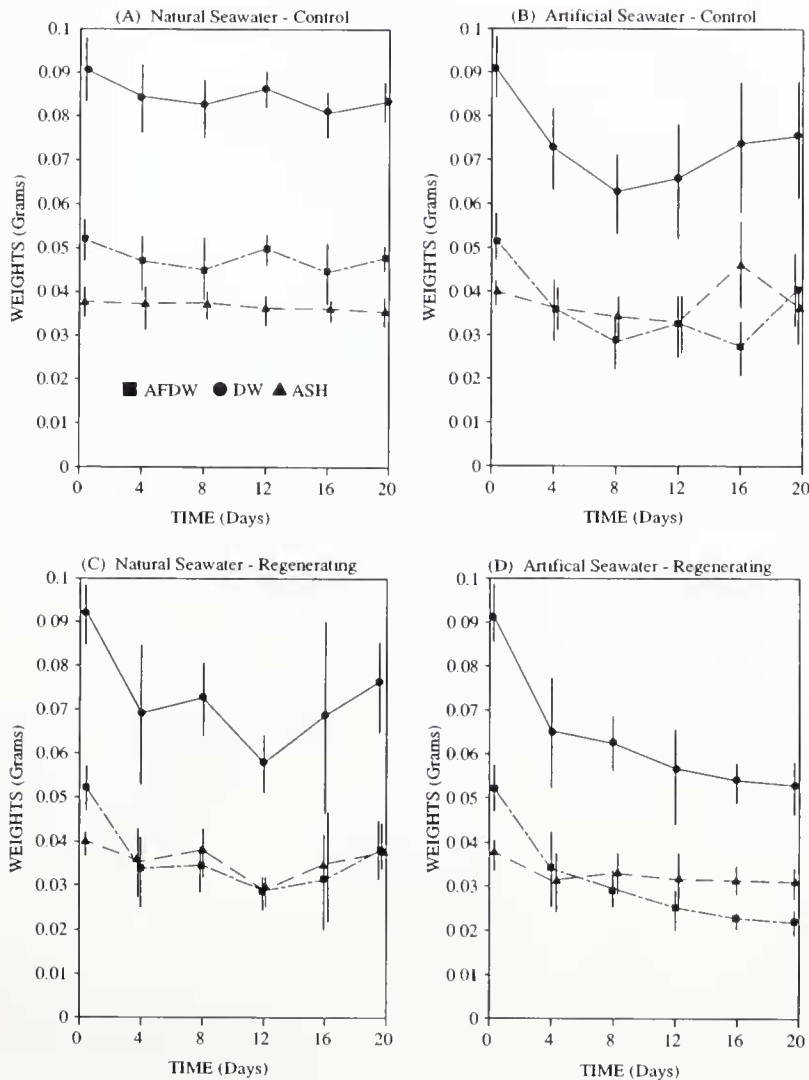 (A) Natural Seawater - Control
0.1
0.09
0.08
0.07
0.06
0.05
0.04
0.03
0.02
0.01
0
WEIGHTS (Grams)
AFDW DW ASH
0 4 8 12 16 20
TIME (Days)
(B) Artificial Seawater - Control
0.1
0.09
0.08
0.07
0.06
0.05
0.04
0.03
0.02
0.01
0
WEIGHTS (Grams)
0 4 8 12 16 20
TIME (Days)
(C) Natural Seawater - Regenerating
0.1
0.09
0.08
0.07
0.06
0.05
0.04
0.03
0.02
0.01
0
WEIGHTS (Grams)
0 4 8 12 16 20
TIME (Days)
(D) Artifical Seawater - Regenerating
0.1
0.09
0.08
0.07
0.06
0.05
0.04
0.03
0.02
0.01
0
WEIGHTS (Grams)
0 4 8 12 16 20
TIME (Days)